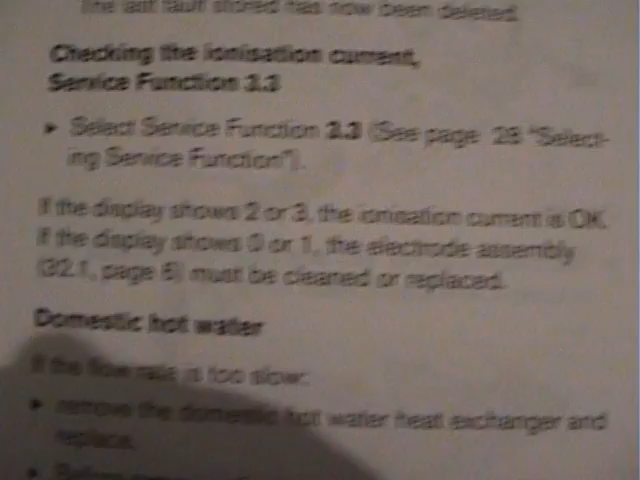 The last fault stored has now been deleted.
Checking the ionisation current,
Service Function 3.3
► Select Service Function 3.3 (See page 28 "Select-
ing Service Function").
If the display shows 2 or 3, the ionisation current is OK.
If the display shows 0 or 1, the electrode assembly
(32.1, page 6) must be cleaned or replaced.
Domestic hot water
If the flow rate is too slow:
► remove the domestic hot water heat exchanger and
replace.